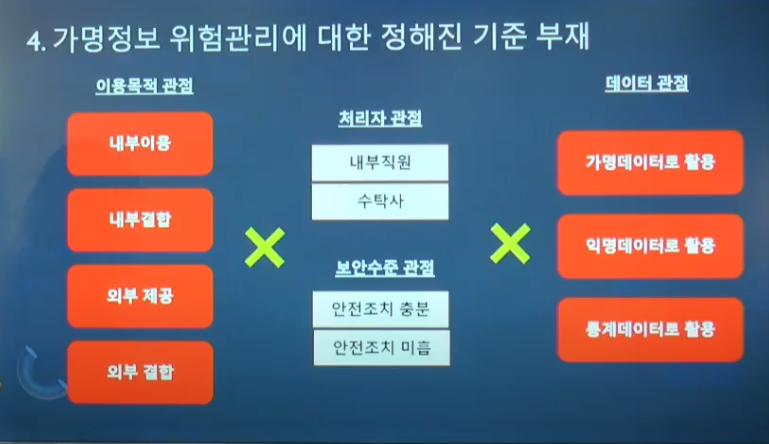 4. 가명정보 위험관리에 대한 정해진 기준 부재
이용목적 관점
내부이용
내부결합
외부 제공
외부 결합
처리자 관점
내부직원
수탁사
보안수준 관점
안전조치 충분
안전조치 미흡
데이터 관점
가명데이터로 활용
익명데이터로 활용
통계데이터로 활용